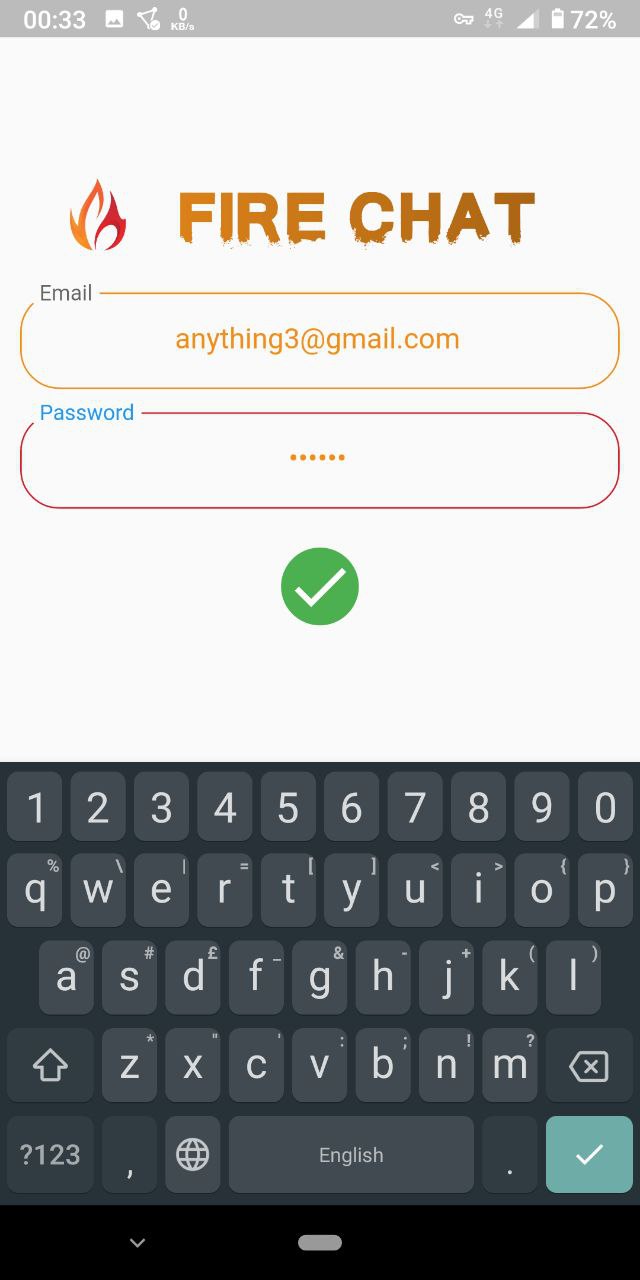 00:33 0 KB/s 4G 72%
FIRE CHAT
Email
anything3@gmail.com
Password
••••••
1 2 3 4 5 6 7 8 9 0
% \ | = [ ] < > { }
q w e r t y u i o p
@ # £ _ & - + ( )
a s d f g h j k l
* " ' : ; ! ?
z x c v b n m
?123 , English .